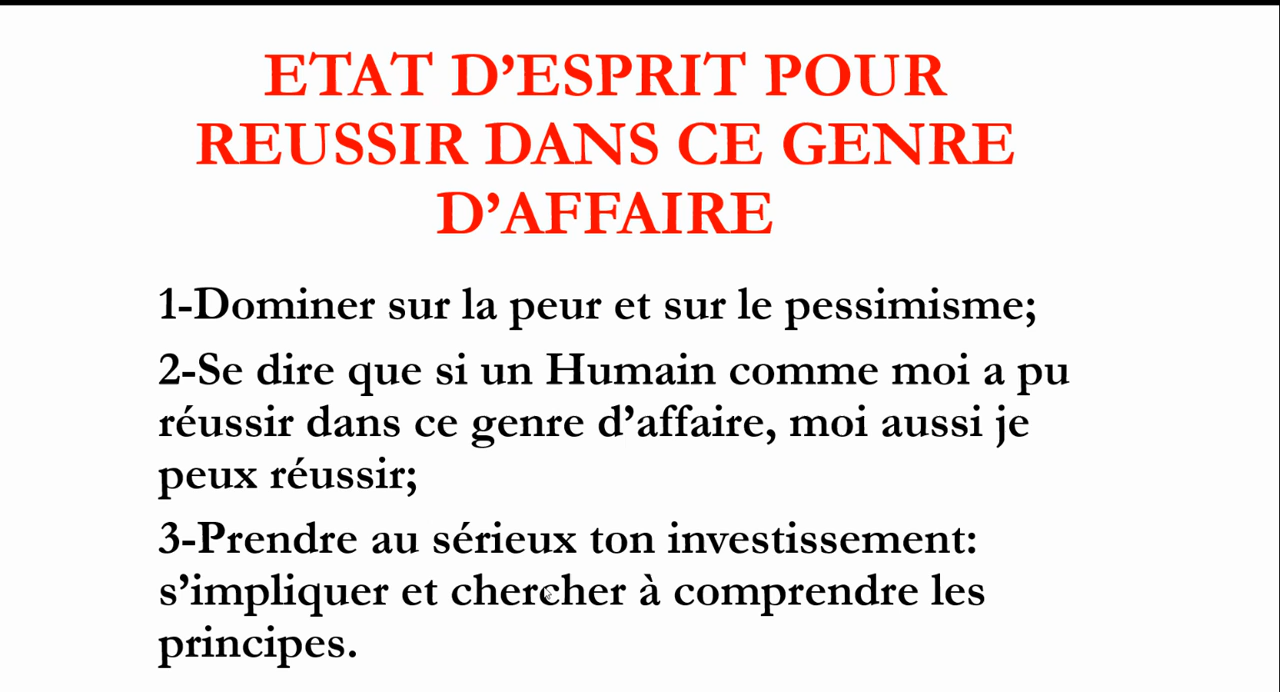 ETAT D’ESPRIT POUR
REUSSIR DANS CE GENRE
D’AFFAIRE
1-Dominer sur la peur et sur le pessimisme;
2-Se dire que si un Humain comme moi a pu
réussir dans ce genre d’affaire, moi aussi je
peux réussir;
3-Prendre au sérieux ton investissement:
s’impliquer et chercher à comprendre les
principes.